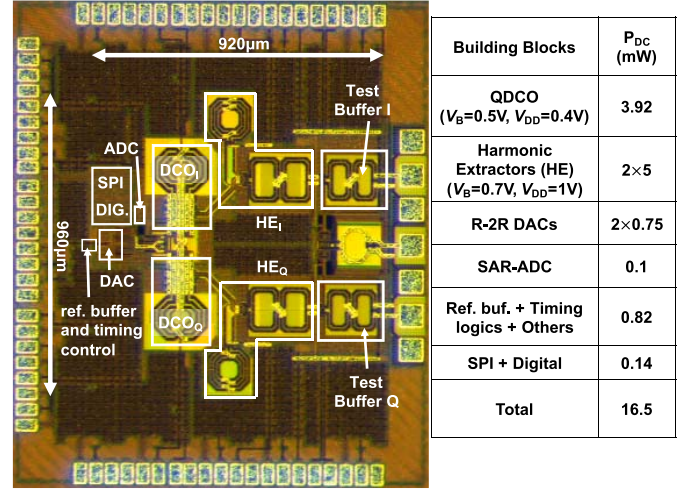 920µm
Test
Buffer I
ADC
DCO_I
SPI
DIG.
HE_I
960µm
HE_Q
DAC
ref. buffer
and timing
control
DCO_Q
Test
Buffer Q
Building Blocks P_DC
(mW)
QDCO
(V_B=0.5V, V_DD=0.4V) 3.92
Harmonic
Extractors (HE)
(V_B=0.7V, V_DD=1V) 2×5
R-2R DACs 2×0.75
SAR-ADC 0.1
Ref. buf. + Timing
logics + Others 0.82
SPI + Digital 0.14
Total 16.5